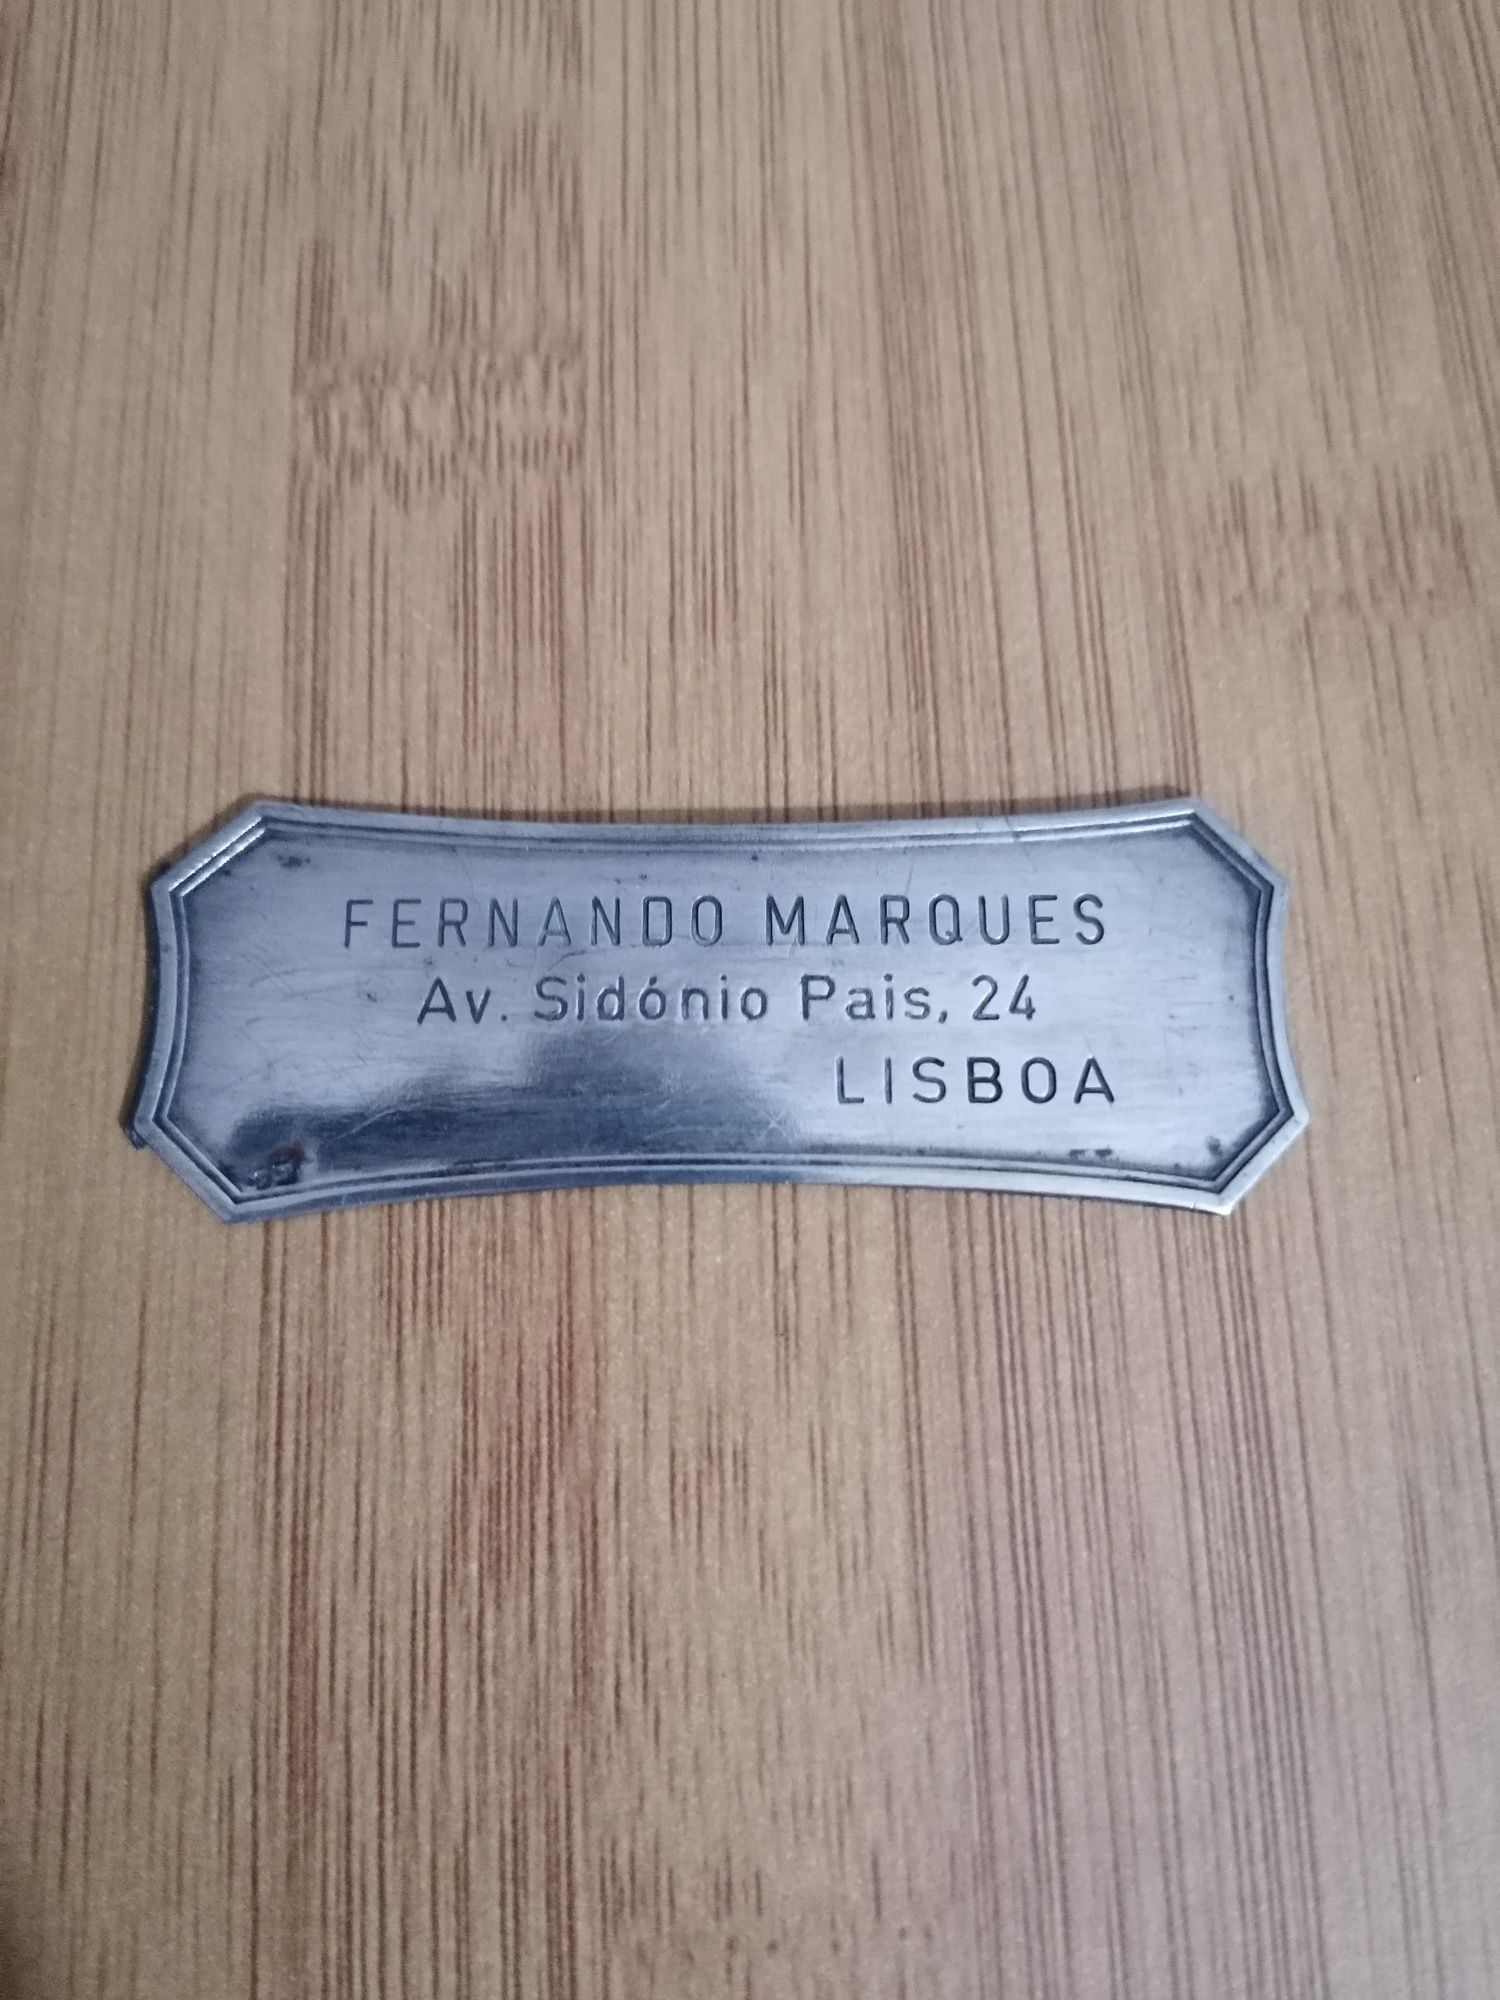 FERNANDO MARQUES
Av. Sidónio Pais, 24
LISBOA